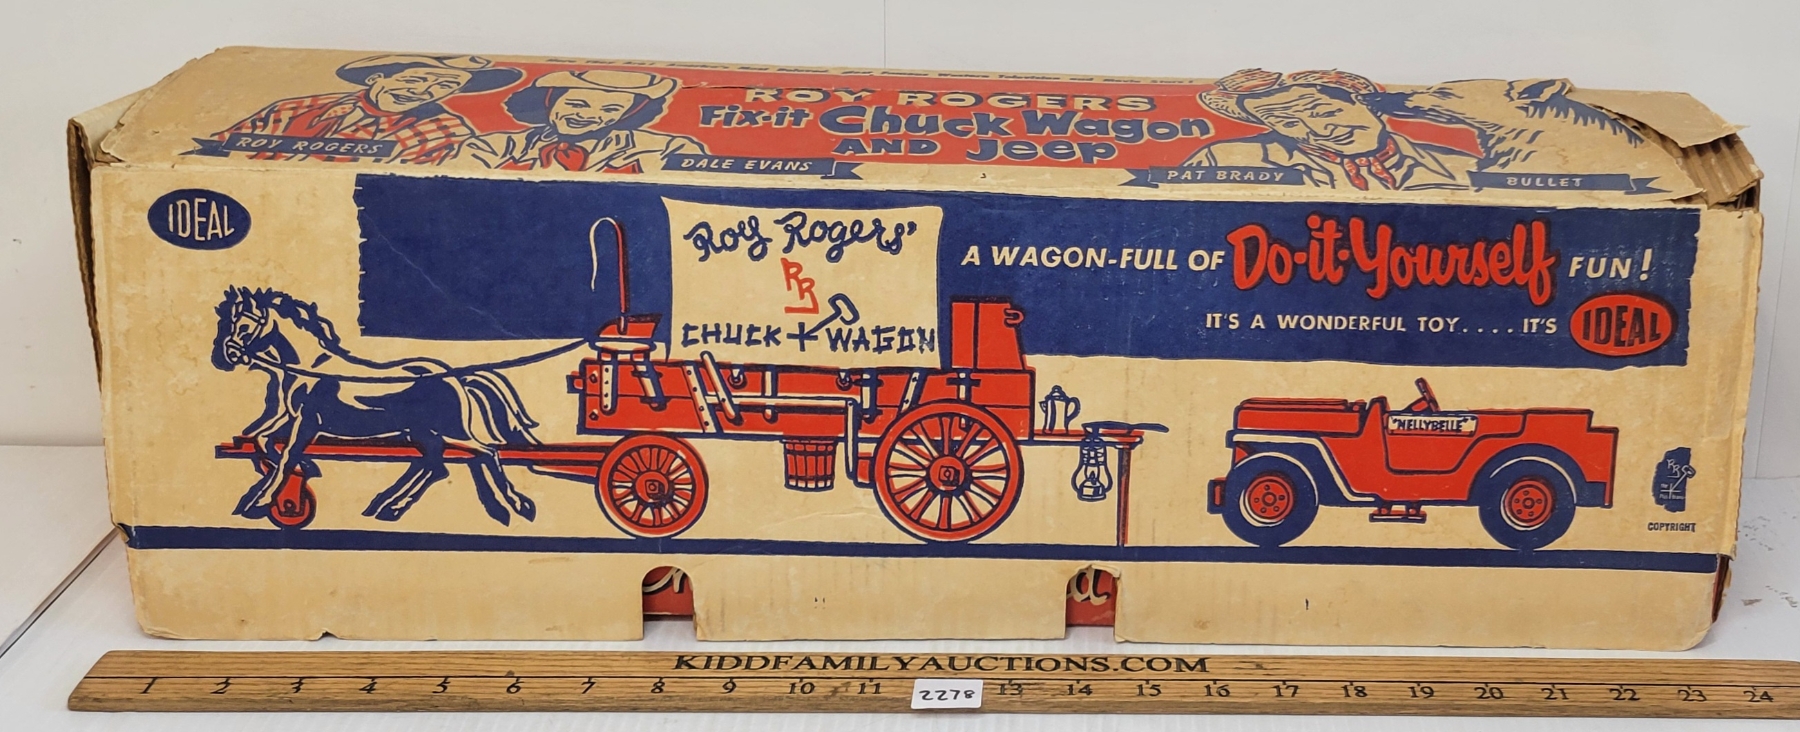 ROY ROGERS
Fix-it Chuck Wagon
AND Jeep
ROY ROGERS
DALE EVANS
PAT BRADY
BULLET
IDEAL
Roy Rogers'
RR
CHUCK WAGON
A WAGON-FULL OF Do-it-Yourself FUN!
IT'S A WONDERFUL TOY.... IT'S IDEAL
"NELLYBELLE"
COPYRIGHT
KIDDFAMILYAUCTIONS.COM
1 2 3 4 5 6 7 8 9 10 11 2278 13 14 15 16 17 18 19 20 21 22 23 24